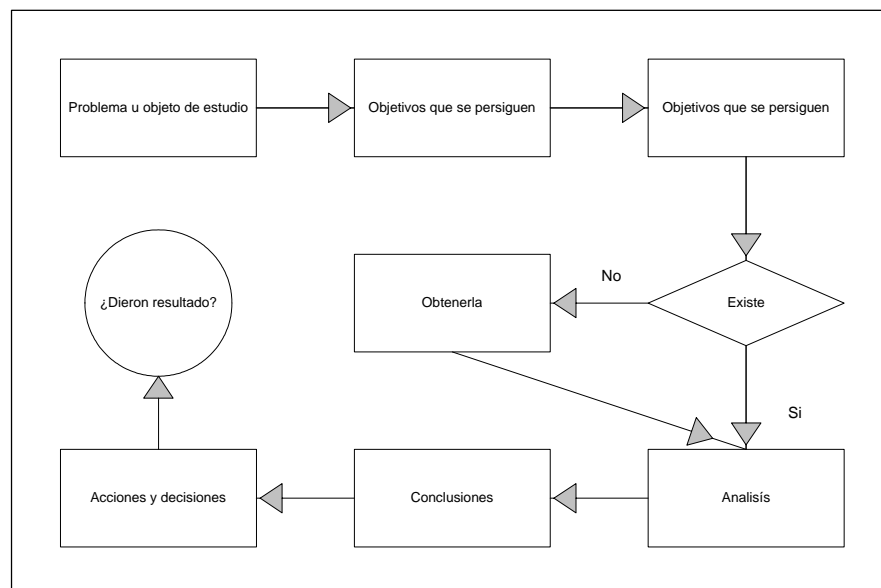 Problema u objeto de estudio
Objetivos que se persiguen
Objetivos que se persiguen
Existe
No
Obtenerla
Si
Analisís
Conclusiones
Acciones y decisiones
¿Dieron resultado?